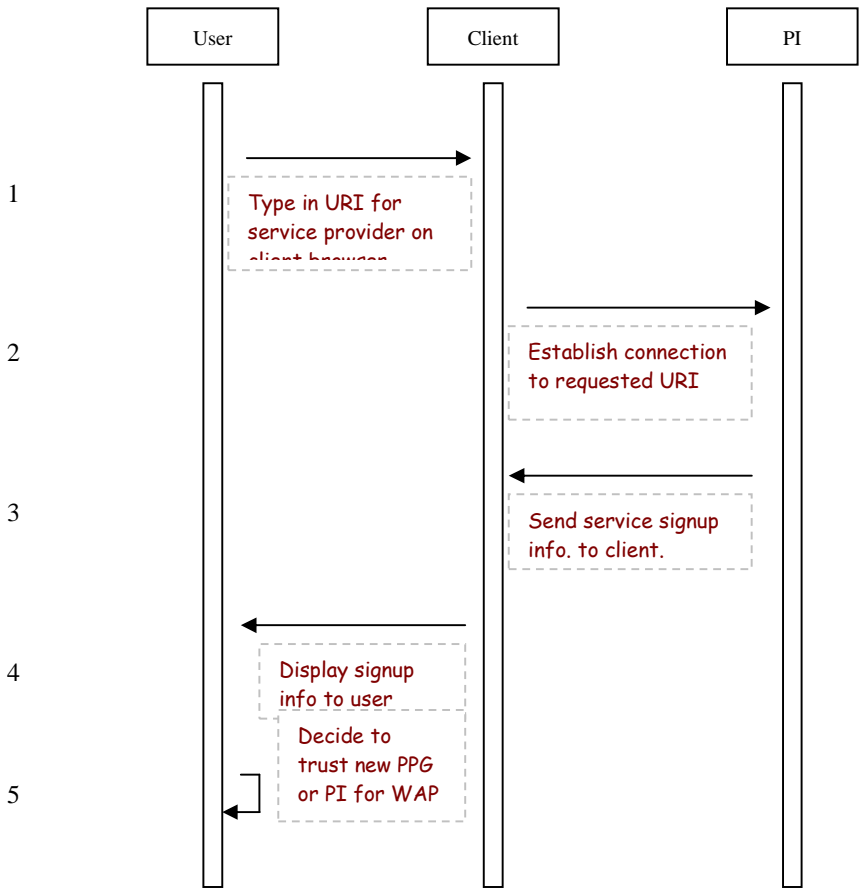 User
Client
PI
1
Type in URI for
service provider on
client browser
2
Establish connection
to requested URI
3
Send service signup
info. to client.
4
Display signup
info to user
5
Decide to
trust new PPG
or PI for WAP